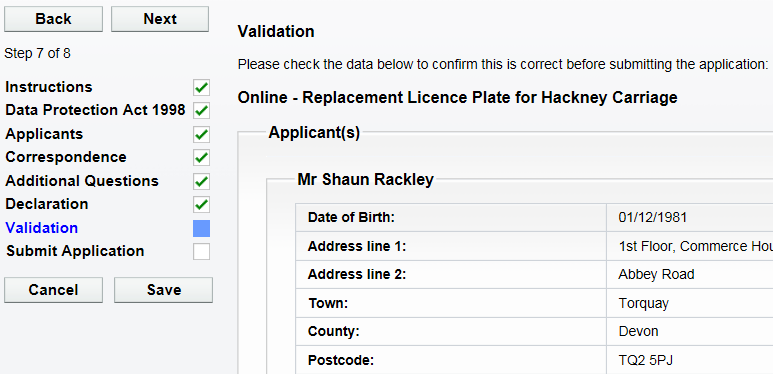 Back Next
Step 7 of 8
Instructions
Data Protection Act 1998
Applicants
Correspondence
Additional Questions
Declaration
Validation
Submit Application
Cancel Save
Validation
Please check the data below to confirm this is correct before submitting the application:
Online - Replacement Licence Plate for Hackney Carriage
Applicant(s)
Mr Shaun Rackley
Date of Birth: 01/12/1981
Address line 1: 1st Floor, Commerce Hou
Address line 2: Abbey Road
Town: Torquay
County: Devon
Postcode: TQ2 5PJ